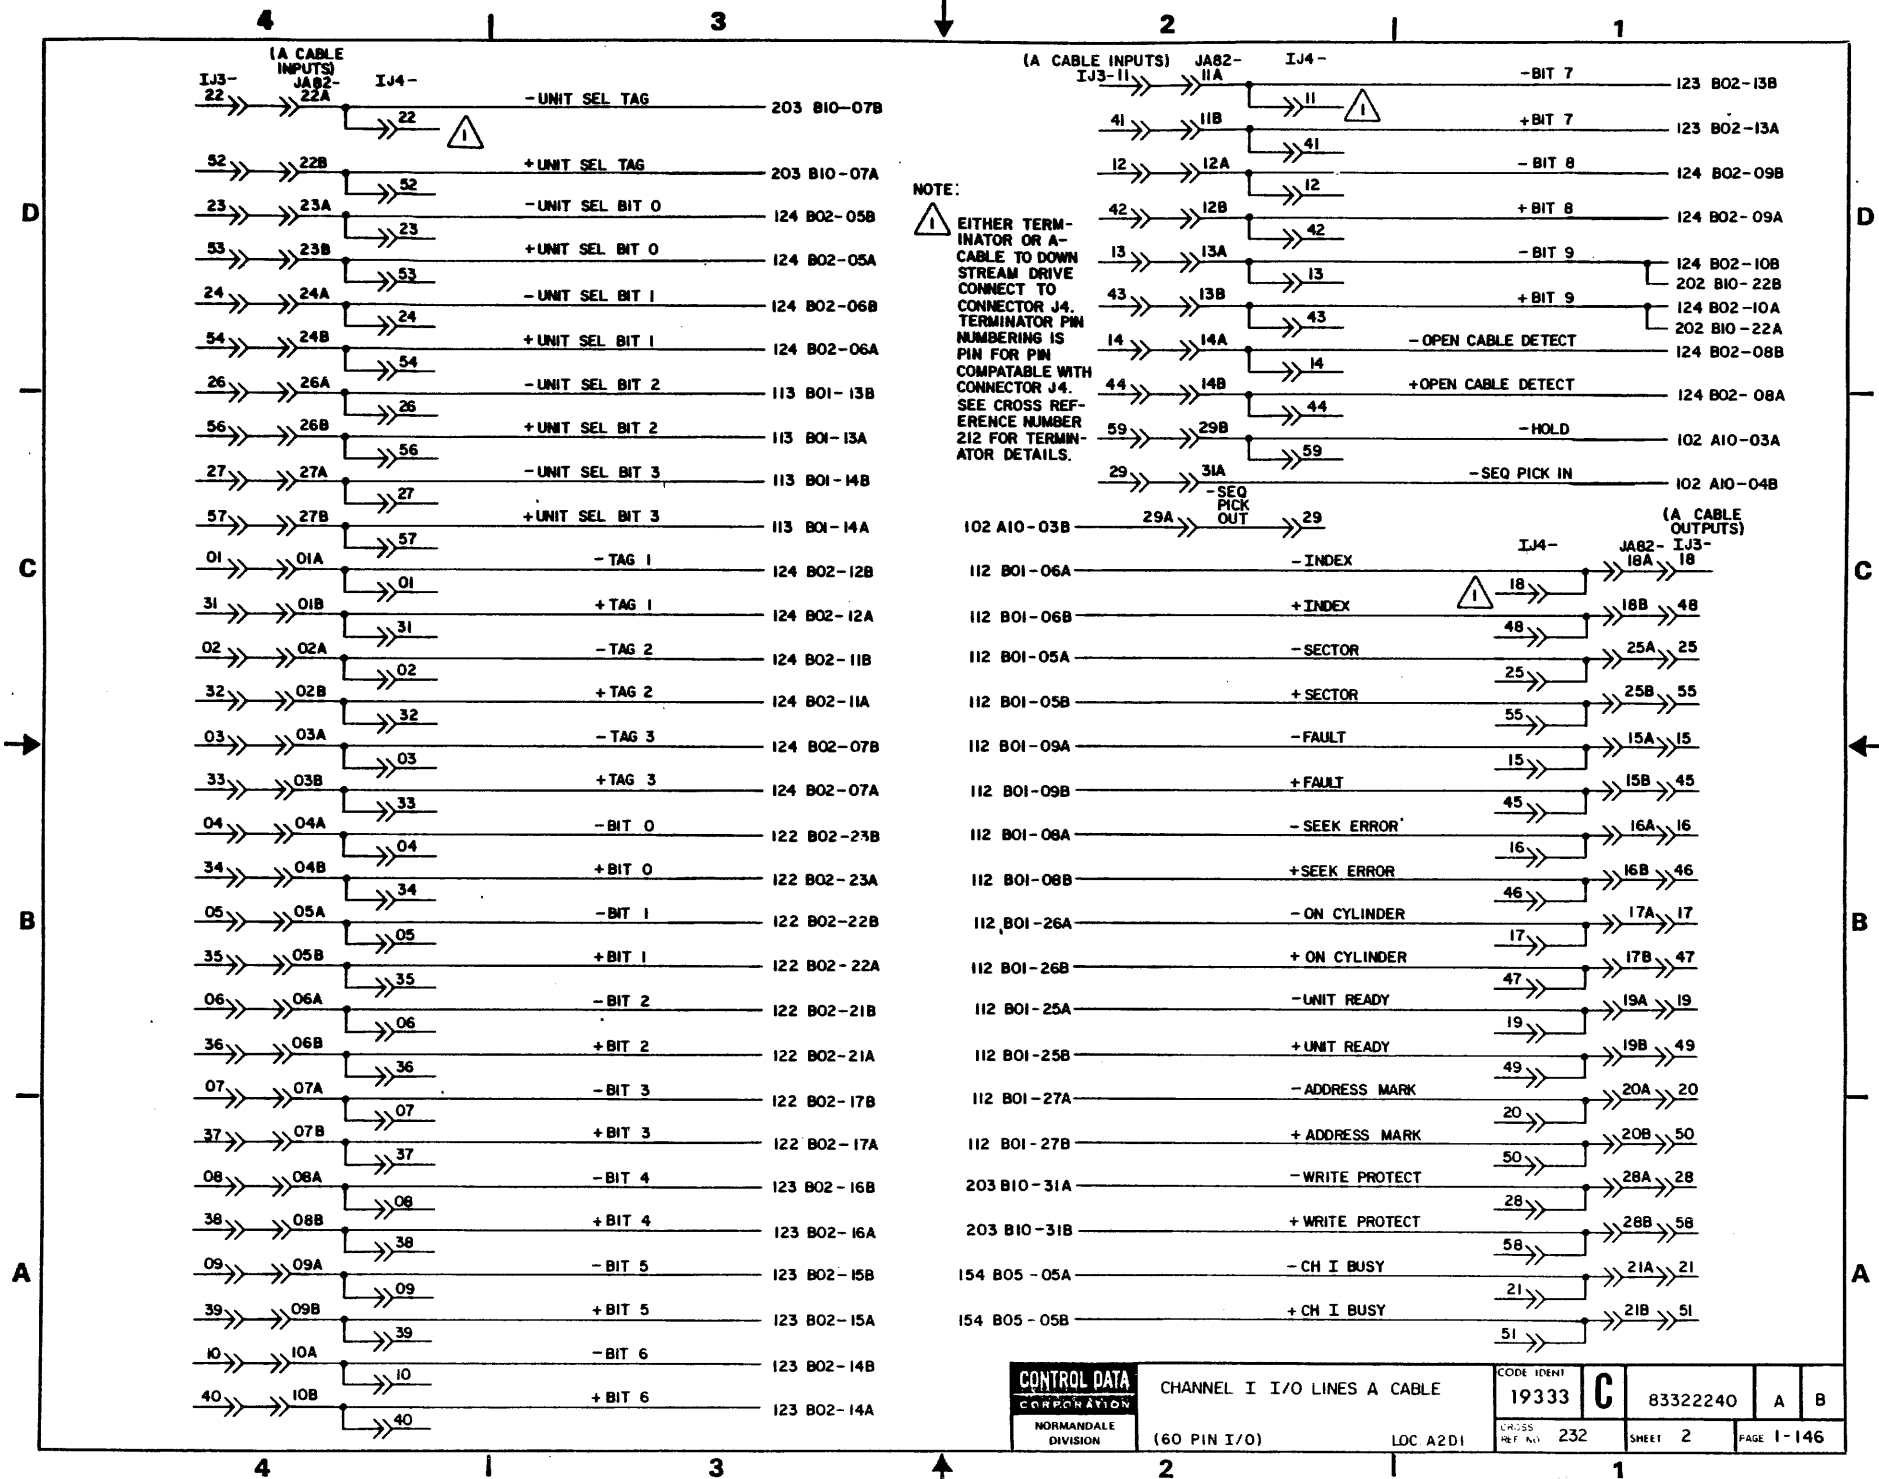 4 3 2 1
(A CABLE
INPUTS)
IJ3- JA82- IJ4-
22 22A - UNIT SEL TAG 203 B10-07B
22 1
52 22B + UNIT SEL TAG 203 B10-07A
52
D
23 23A - UNIT SEL BIT 0 124 B02-05B
23
53 23B + UNIT SEL BIT 0 124 B02-05A
53
24 24A - UNIT SEL BIT 1 124 B02-06B
24
54 24B + UNIT SEL BIT 1 124 B02-06A
54
26 26A - UNIT SEL BIT 2 113 B01-13B
26
56 26B + UNIT SEL BIT 2 113 B01-13A
56
27 27A - UNIT SEL BIT 3 113 B01-14B
27
57 27B + UNIT SEL BIT 3 113 B01-14A
57
C
01 01A - TAG 1 124 B02-12B
01
31 01B + TAG 1 124 B02-12A
31
02 02A - TAG 2 124 B02-11B
02
32 02B + TAG 2 124 B02-11A
32
03 03A - TAG 3 124 B02-07B
03
33 03B + TAG 3 124 B02-07A
33
04 04A - BIT 0 122 B02-23B
04
34 04B + BIT 0 122 B02-23A
34
B
05 05A - BIT 1 122 B02-22B
05
35 05B + BIT 1 122 B02-22A
35
06 06A - BIT 2 122 B02-21B
06
36 06B + BIT 2 122 B02-21A
36
07 07A - BIT 3 122 B02-17B
07
37 07B + BIT 3 122 B02-17A
37
08 08A - BIT 4 123 B02-16B
08
38 08B + BIT 4 123 B02-16A
38
A
09 09A - BIT 5 123 B02-15B
09
39 09B + BIT 5 123 B02-15A
39
10 10A - BIT 6 123 B02-14B
10
40 10B + BIT 6 123 B02-14A
40
NOTE:
1 EITHER TERM-
INATOR OR A-
CABLE TO DOWN
STREAM DRIVE
CONNECT TO
CONNECTOR J4.
TERMINATOR PIN
NUMBERING IS
PIN FOR PIN
COMPATABLE WITH
CONNECTOR J4.
SEE CROSS REF-
ERENCE NUMBER
212 FOR TERMIN-
ATOR DETAILS.
(A CABLE INPUTS) JA82- IJ4-
IJ3-11 11A - BIT 7 123 B02-13B
11 1
41 11B + BIT 7 123 B02-13A
41
12 12A - BIT 8 124 B02-09B
12
42 12B + BIT 8 124 B02-09A
42
D
13 13A - BIT 9 124 B02-10B
13 202 B10-22B
43 13B + BIT 9 124 B02-10A
43 202 B10-22A
14 14A - OPEN CABLE DETECT 124 B02-08B
14
44 14B + OPEN CABLE DETECT 124 B02-08A
44
59 29B - HOLD 102 A10-03A
59
29 31A - SEQ PICK IN 102 A10-04B
102 A10-03B 29A - SEQ
PICK
OUT 29
(A CABLE
OUTPUTS)
IJ4- JA82- IJ3-
C
112 B01-06A - INDEX 18A 18
1 18
112 B01-06B + INDEX 18B 48
48
112 B01-05A - SECTOR 25A 25
25
112 B01-05B + SECTOR 25B 55
55
112 B01-09A - FAULT 15A 15
15
112 B01-09B + FAULT 15B 45
45
112 B01-08A - SEEK ERROR 16A 16
16
112 B01-08B + SEEK ERROR 16B 46
46
B
112 B01-26A - ON CYLINDER 17A 17
17
112 B01-26B + ON CYLINDER 17B 47
47
112 B01-25A - UNIT READY 19A 19
19
112 B01-25B + UNIT READY 19B 49
49
112 B01-27A - ADDRESS MARK 20A 20
20
112 B01-27B + ADDRESS MARK 20B 50
50
203 B10-31A - WRITE PROTECT 28A 28
28
203 B10-31B + WRITE PROTECT 28B 58
58
A
154 B05-05A - CH I BUSY 21A 21
21
154 B05-05B + CH I BUSY 21B 51
51
CONTROL DATA
CORPORATION
NORMANDALE
DIVISION
CHANNEL I I/O LINES A CABLE
(60 PIN I/O) LOC A2D1
CODE IDENT
19333 C 83322240 A B
CROSS
REF NO 232 SHEET 2 PAGE 1-146
4 3 2 1